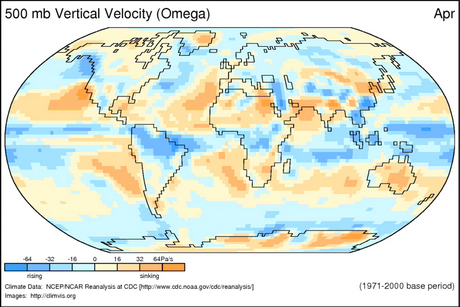 500 mb Vertical Velocity (Omega)
Apr
-64 -32 -16 0 16 32 64Pa/s
rising sinking
(1971-2000 base period)
Climate Data: NCEP/NCAR Reanalysis at CDC [http://www.cdc.noaa.gov/cdc/reanalysis/]
Images: http://climvis.org